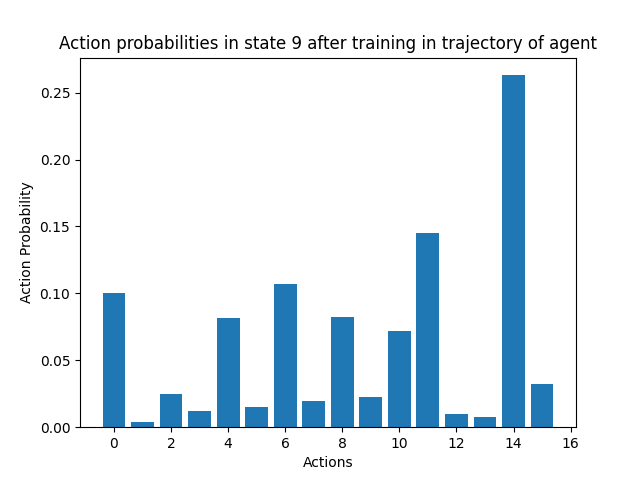 Action probabilities in state 9 after training in trajectory of agent
0.25
0.20
0.15
0.10
0.05
0.00
Action Probability
0 2 4 6 8 10 12 14 16
Actions